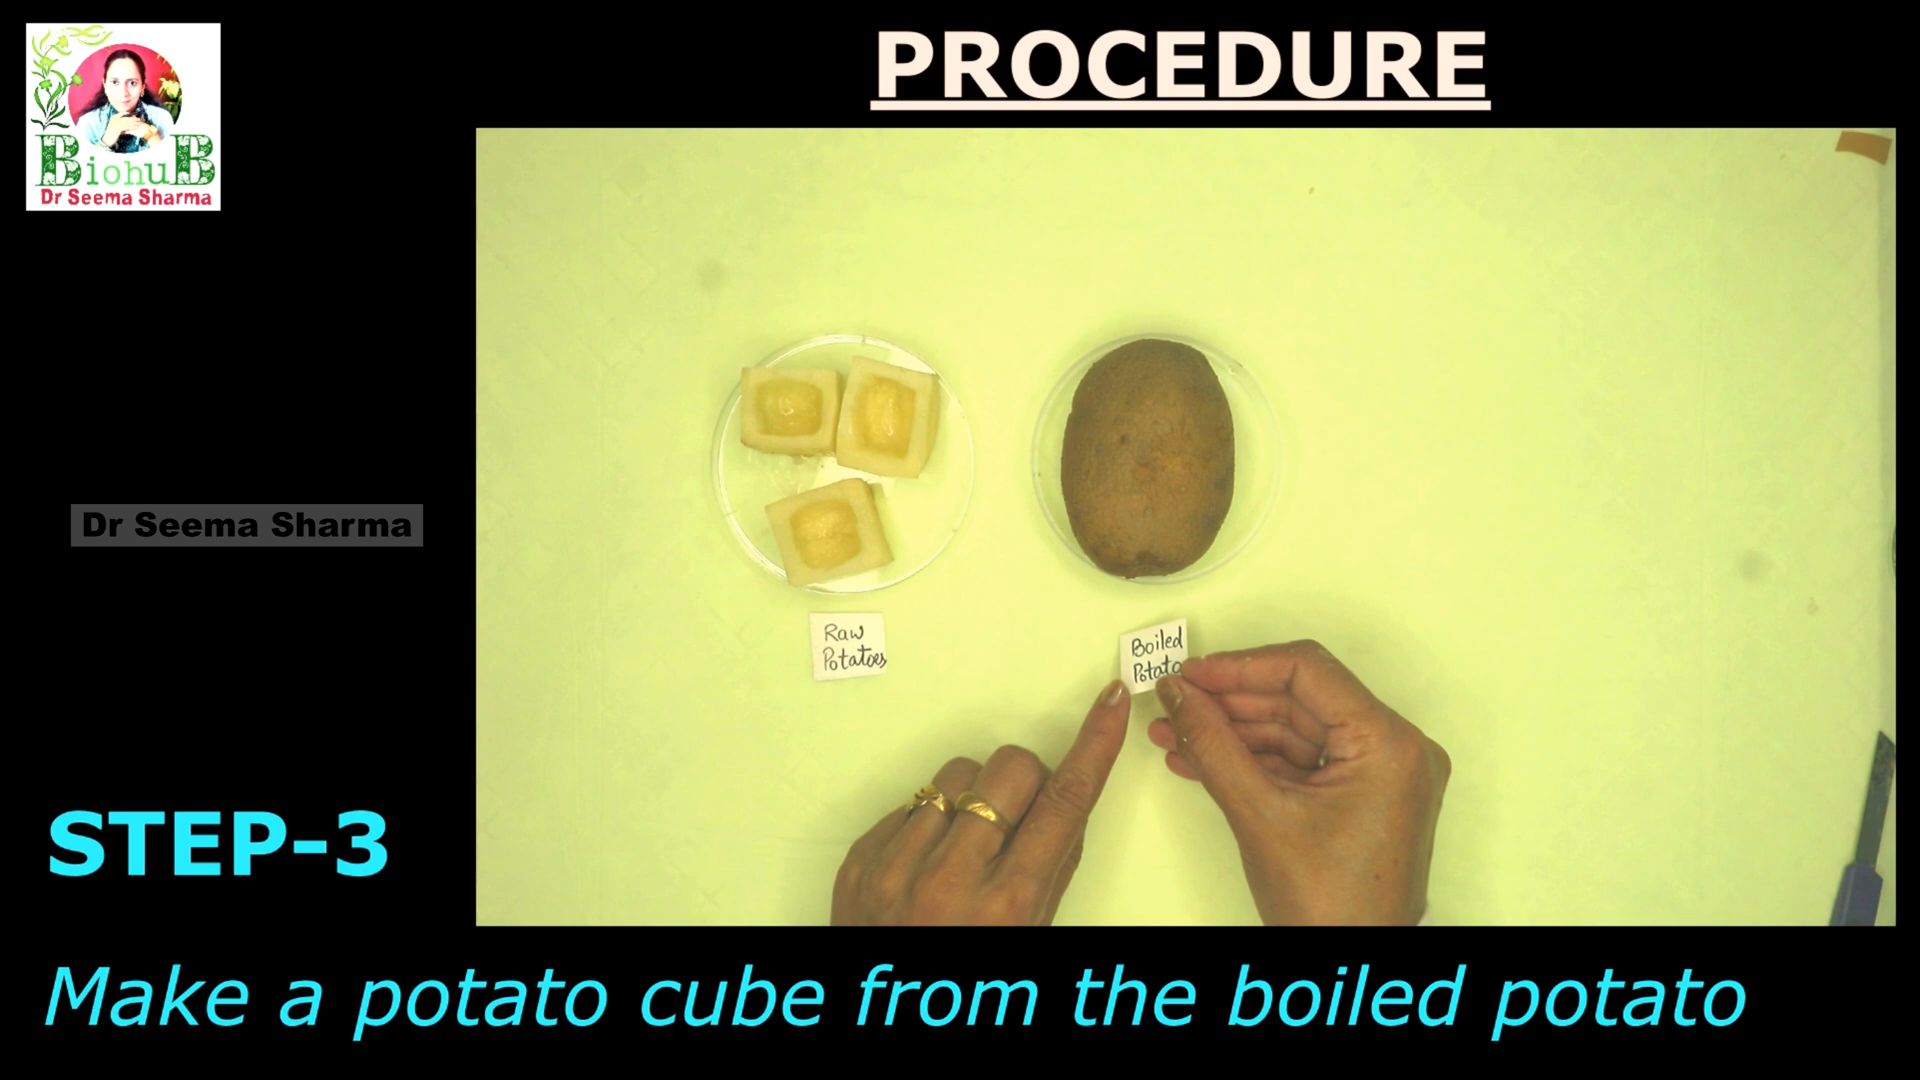 PROCEDURE
BiohuB
Dr Seema Sharma
Dr Seema Sharma
Raw
Potatoes
Boiled
Potato
STEP-3
Make a potato cube from the boiled potato